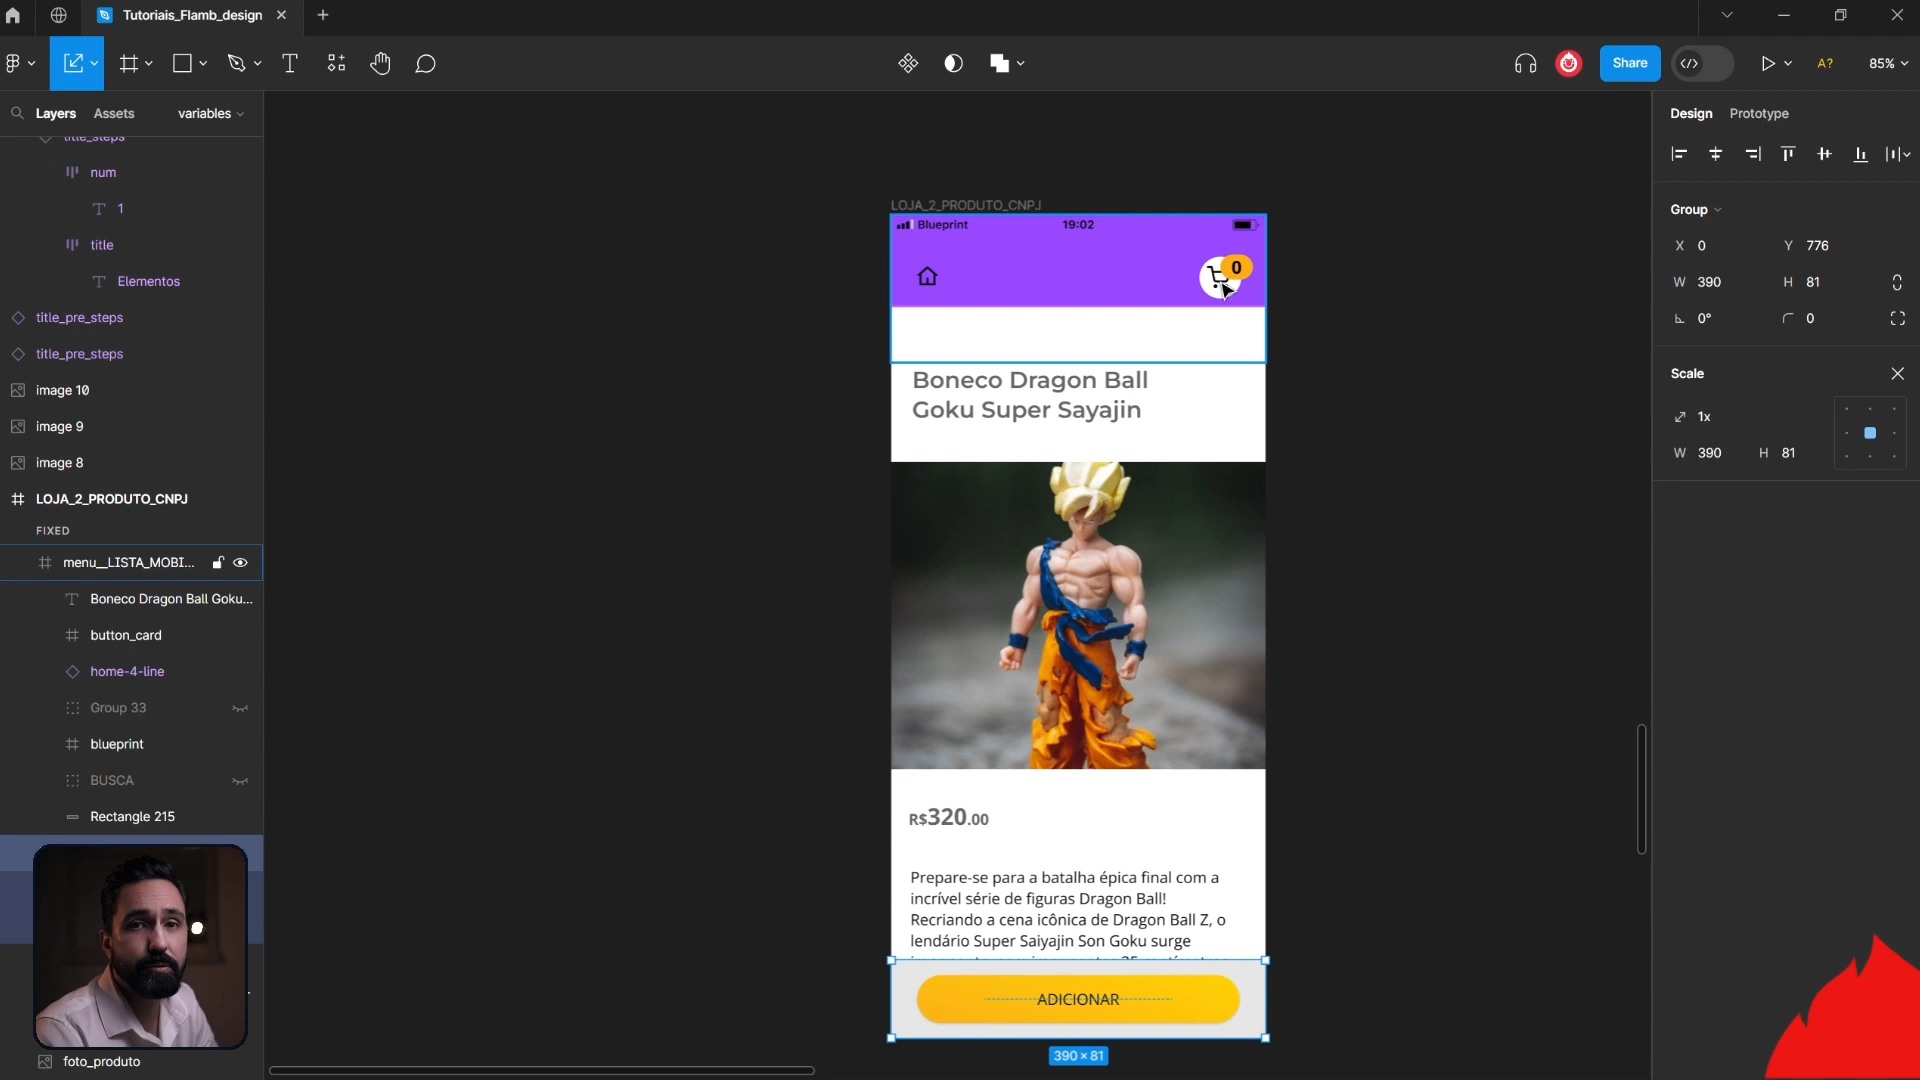 Tutoriais_Flamb_design
Share
A?
85%
Layers
Assets
variables
title_steps
num
1
title
Elementos
title_pre_steps
title_pre_steps
image 10
image 9
image 8
LOJA_2_PRODUTO_CNPJ
FIXED
menu__LISTA_MOBI...
Boneco Dragon Ball Goku...
button_card
home-4-line
Group 33
blueprint
BUSCA
Rectangle 215
foto_produto
LOJA_2_PRODUTO_CNPJ
Blueprint
19:02
0
Boneco Dragon Ball
Goku Super Sayajin
R$320.00
Prepare-se para a batalha épica final com a
incrível série de figuras Dragon Ball!
Recriando a cena icônica de Dragon Ball Z, o
lendário Super Saiyajin Son Goku surge
ADICIONAR
390 × 81
Design
Prototype
Group
X 0
Y 776
W 390
H 81
0°
0
Scale
1x
W 390
H 81